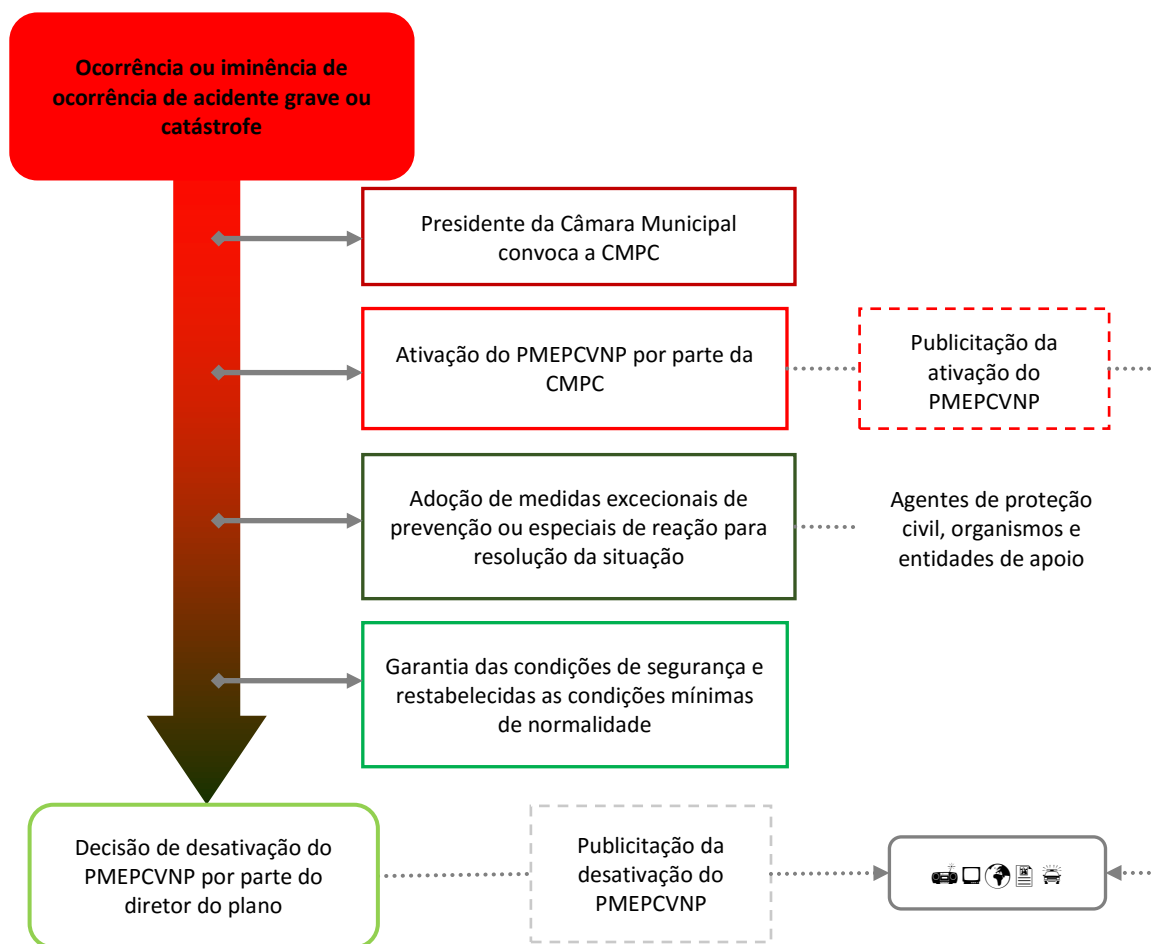 Ocorrência ou iminência de
ocorrência de acidente grave ou
catástrofe
Presidente da Câmara Municipal
convoca a CMPC
Ativação do PMEPCVNP por parte da
CMPC
Publicitação da
ativação do
PMEPCVNP
Adoção de medidas excecionais de
prevenção ou especiais de reação para
resolução da situação
Agentes de proteção
civil, organismos e
entidades de apoio
Garantia das condições de segurança e
restabelecidas as condições mínimas
de normalidade
Decisão de desativação do
PMEPCVNP por parte do
diretor do plano
Publicitação da
desativação do
PMEPCVNP